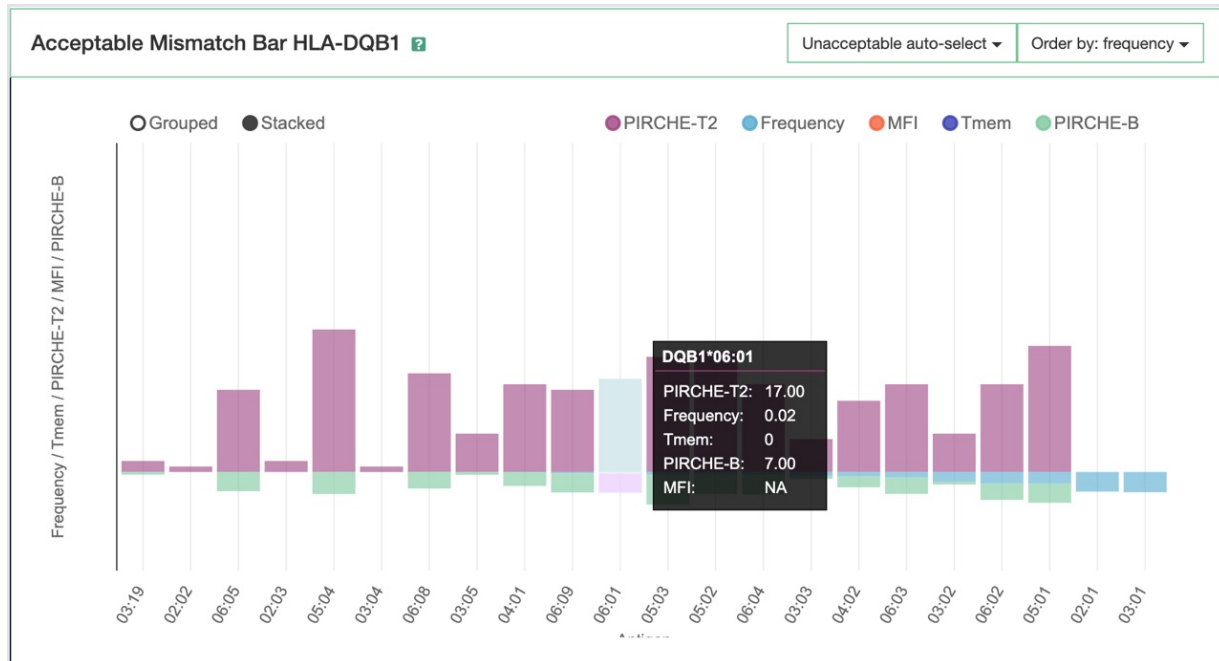 Acceptable Mismatch Bar HLA-DQB1 ?
Unacceptable auto-select
Order by: frequency
Grouped
Stacked
PIRCHE-T2
Frequency
MFI
Tmem
PIRCHE-B
Frequency / Tmem / PIRCHE-T2 / MFI / PIRCHE-B
DQB1*06:01
PIRCHE-T2: 17.00
Frequency: 0.02
Tmem: 0
PIRCHE-B: 7.00
MFI: NA
03:19
02:02
06:05
02:03
05:04
03:04
06:08
03:05
04:01
06:09
06:01
05:03
05:02
06:04
03:03
04:02
06:03
03:02
06:02
05:01
02:01
03:01